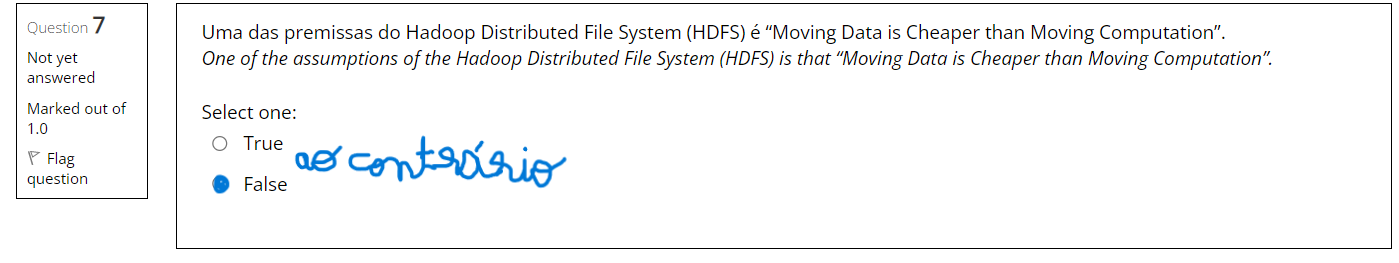 Question 7
Not yet
answered
Marked out of
1.0
Flag
question
Uma das premissas do Hadoop Distributed File System (HDFS) é “Moving Data is Cheaper than Moving Computation”.
One of the assumptions of the Hadoop Distributed File System (HDFS) is that “Moving Data is Cheaper than Moving Computation”.
Select one:
True
ao contrário
False